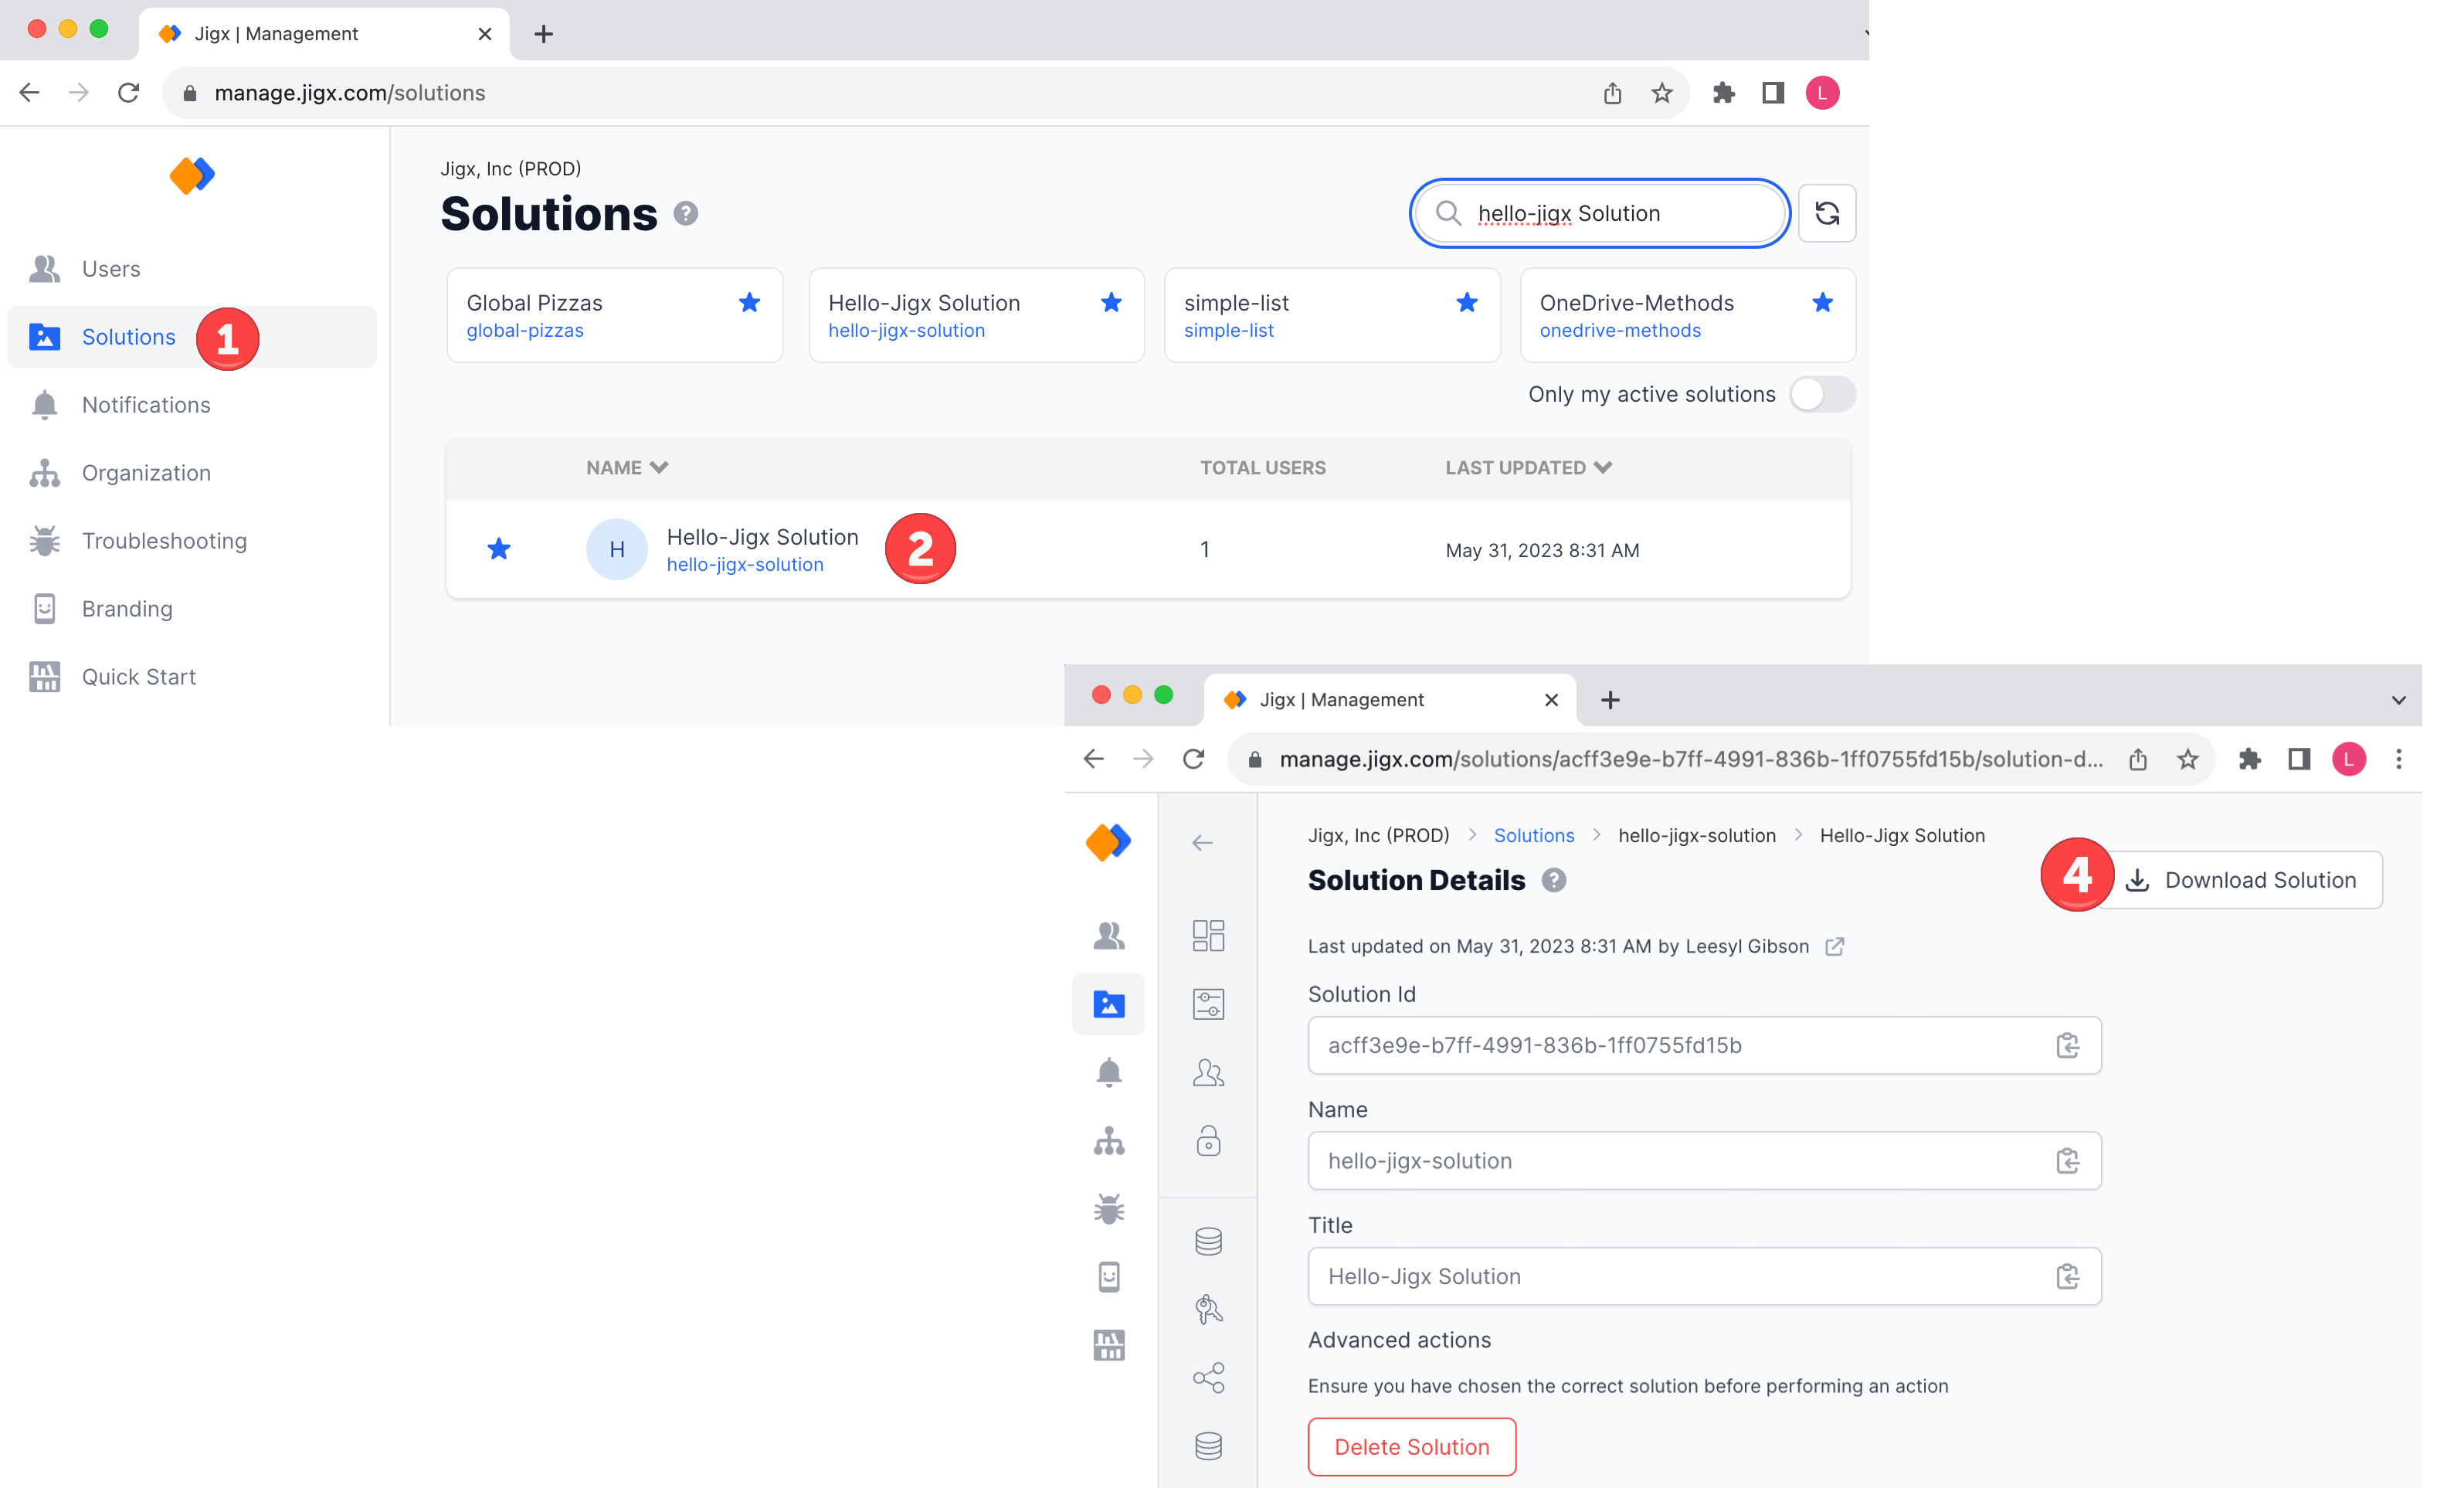 Jigx | Management
manage.jigx.com/solutions
L
Jigx, Inc (PROD)
Solutions ?
hello-jigx Solution
Users
Solutions 1
Notifications
Organization
Troubleshooting
Branding
Quick Start
Global Pizzas
global-pizzas
Hello-Jigx Solution
hello-jigx-solution
simple-list
simple-list
OneDrive-Methods
onedrive-methods
Only my active solutions
NAME TOTAL USERS LAST UPDATED
H Hello-Jigx Solution 2 1 May 31, 2023 8:31 AM
hello-jigx-solution
Jigx | Management
manage.jigx.com/solutions/acff3e9e-b7ff-4991-836b-1ff0755fd15b/solution-d...
L
Jigx, Inc (PROD) > Solutions > hello-jigx-solution > Hello-Jigx Solution
Solution Details ?
4 Download Solution
Last updated on May 31, 2023 8:31 AM by Leesyl Gibson
Solution Id
acff3e9e-b7ff-4991-836b-1ff0755fd15b
Name
hello-jigx-solution
Title
Hello-Jigx Solution
Advanced actions
Ensure you have chosen the correct solution before performing an action
Delete Solution